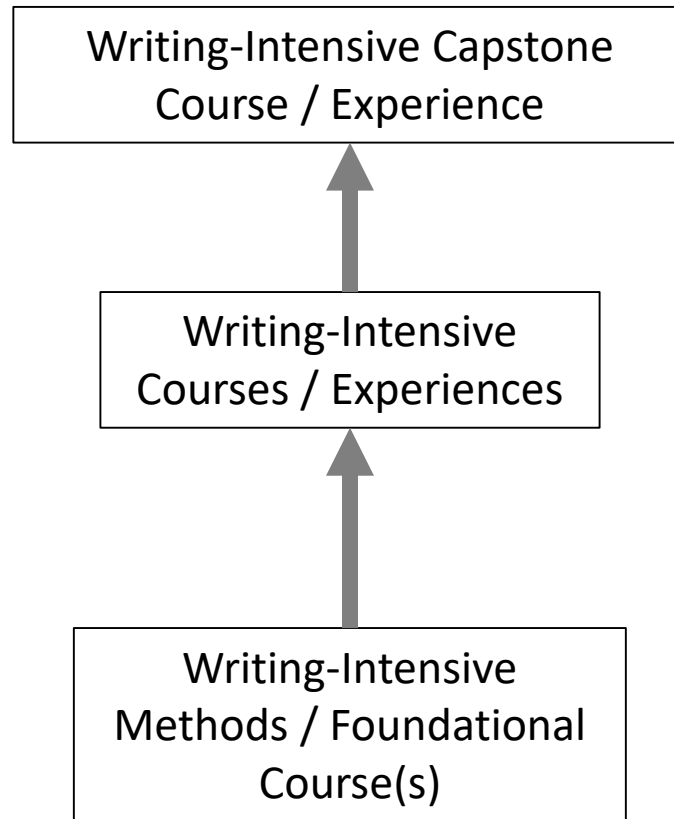 Writing-Intensive Capstone
Course / Experience
Writing-Intensive
Courses / Experiences
Writing-Intensive
Methods / Foundational
Course(s)